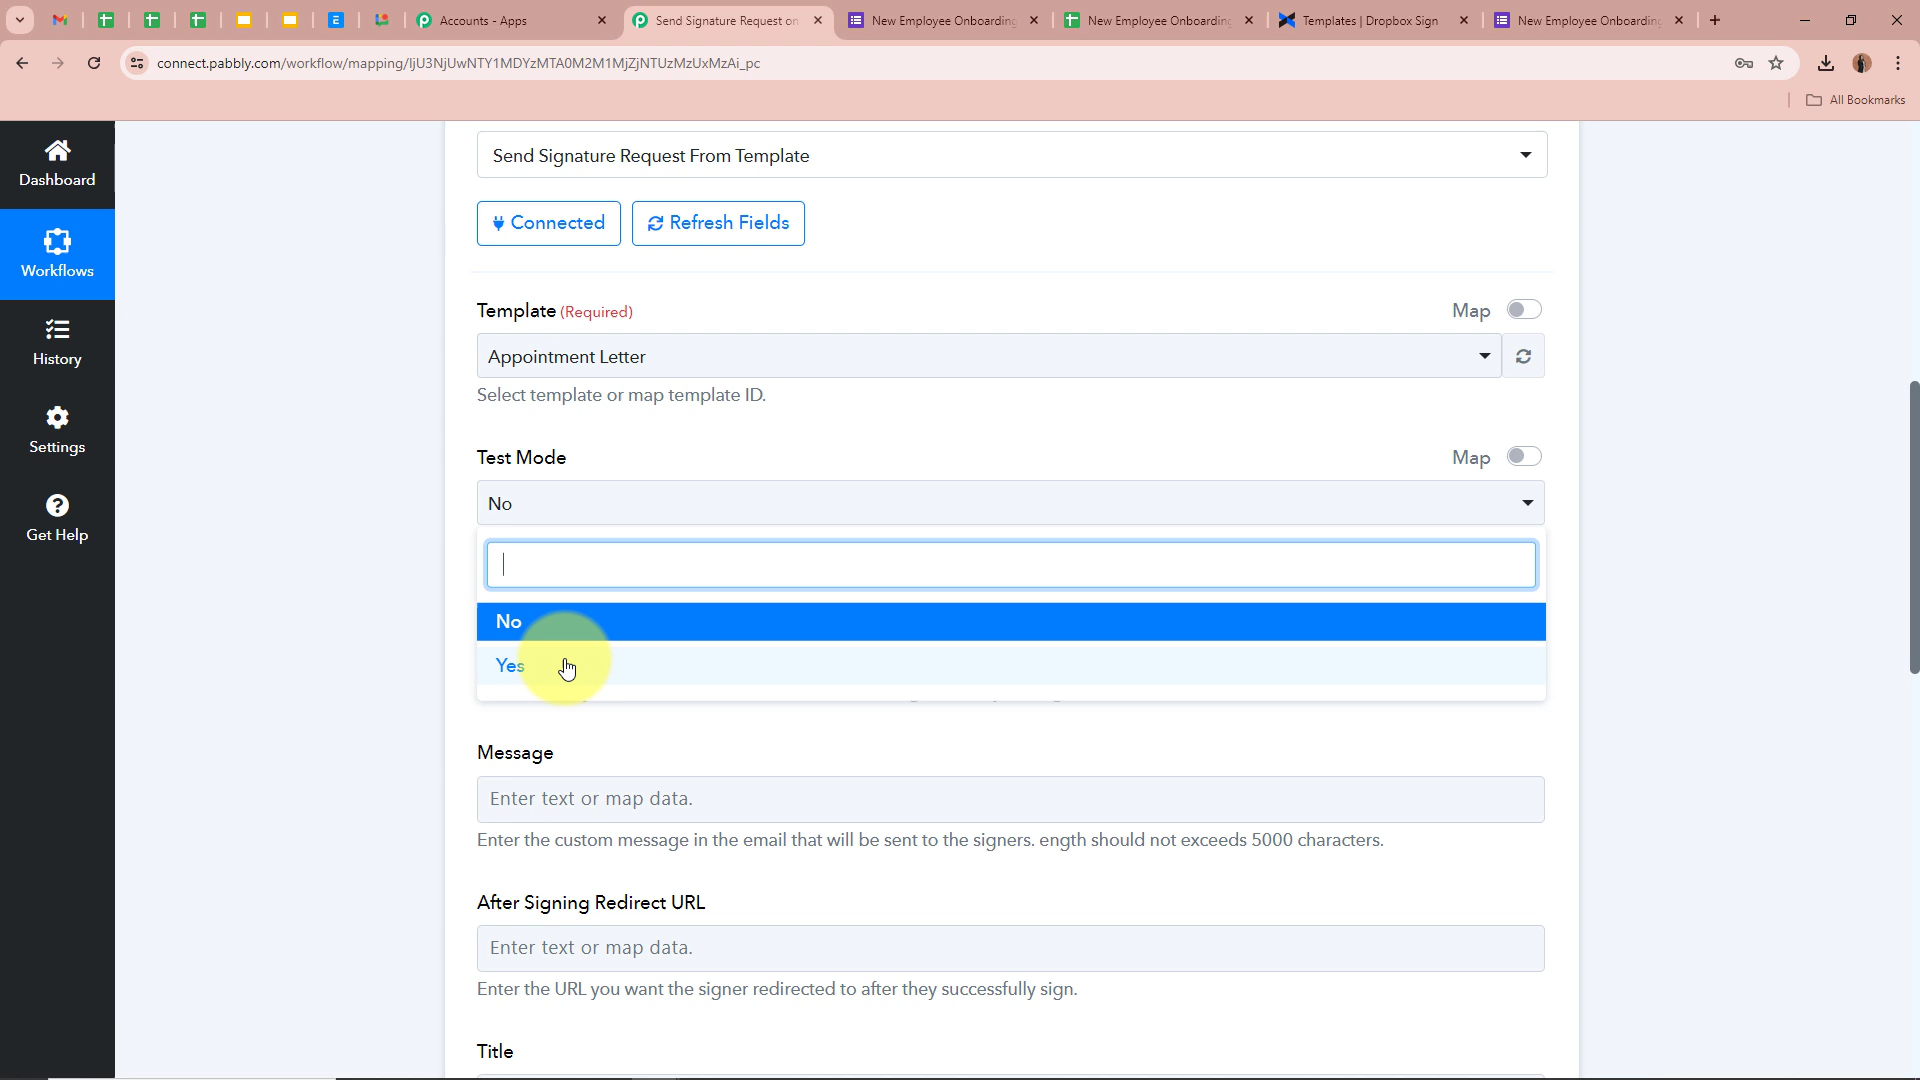 Accounts - Apps
Send Signature Request on
New Employee Onboarding
New Employee Onboarding
Templates | Dropbox Sign
New Employee Onboarding
connect.pabbly.com/workflow/mapping/IjU3NjUwNTY1MDYzMTA0M2M1MjZjNTUzMzUxMzAi_pc
All Bookmarks
Dashboard
Workflows
History
Settings
Get Help
Send Signature Request From Template
Connected
Refresh Fields
Template (Required)
Map
Appointment Letter
Select template or map template ID.
Test Mode
Map
No
No
Yes
Message
Enter text or map data.
Enter the custom message in the email that will be sent to the signers. ength should not exceeds 5000 characters.
After Signing Redirect URL
Enter text or map data.
Enter the URL you want the signer redirected to after they successfully sign.
Title